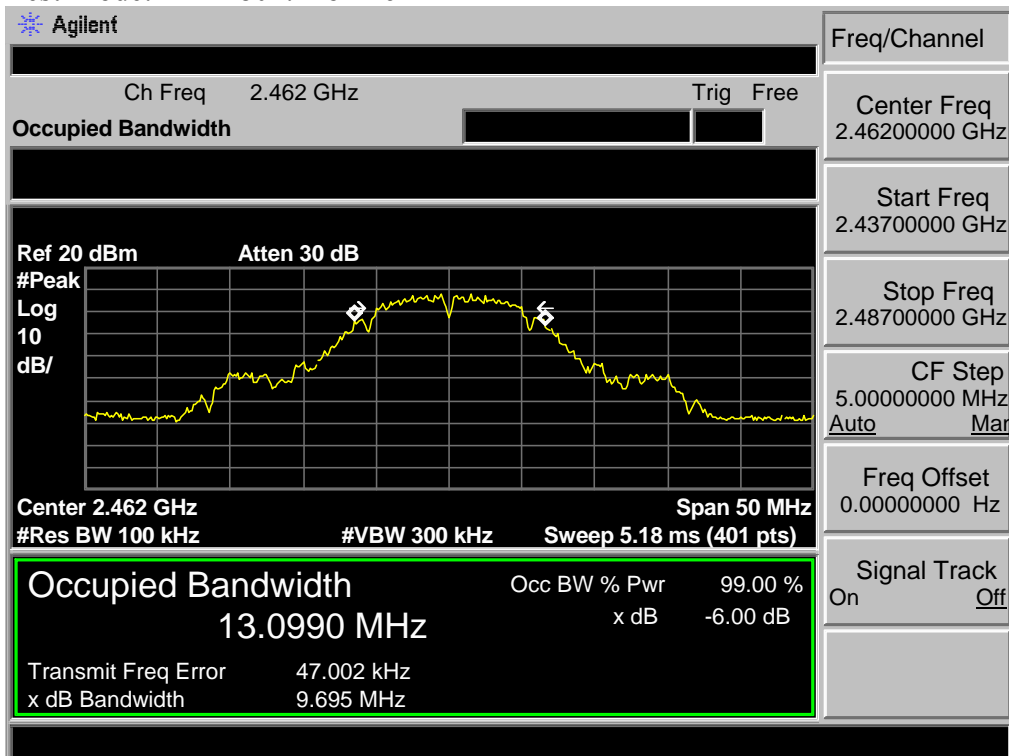 Agilent
Freq/Channel
Ch Freq 2.462 GHz Trig Free
Occupied Bandwidth
Center Freq
2.46200000 GHz
Start Freq
2.43700000 GHz
Stop Freq
2.48700000 GHz
CF Step
5.00000000 MHz
Auto Mar
Freq Offset
0.00000000 Hz
Signal Track
On Off
Ref 20 dBm Atten 30 dB
#Peak
Log
10
dB/
Center 2.462 GHz Span 50 MHz
#Res BW 100 kHz #VBW 300 kHz Sweep 5.18 ms (401 pts)
Occupied Bandwidth Occ BW % Pwr 99.00 %
13.0990 MHz x dB -6.00 dB
Transmit Freq Error 47.002 kHz
x dB Bandwidth 9.695 MHz